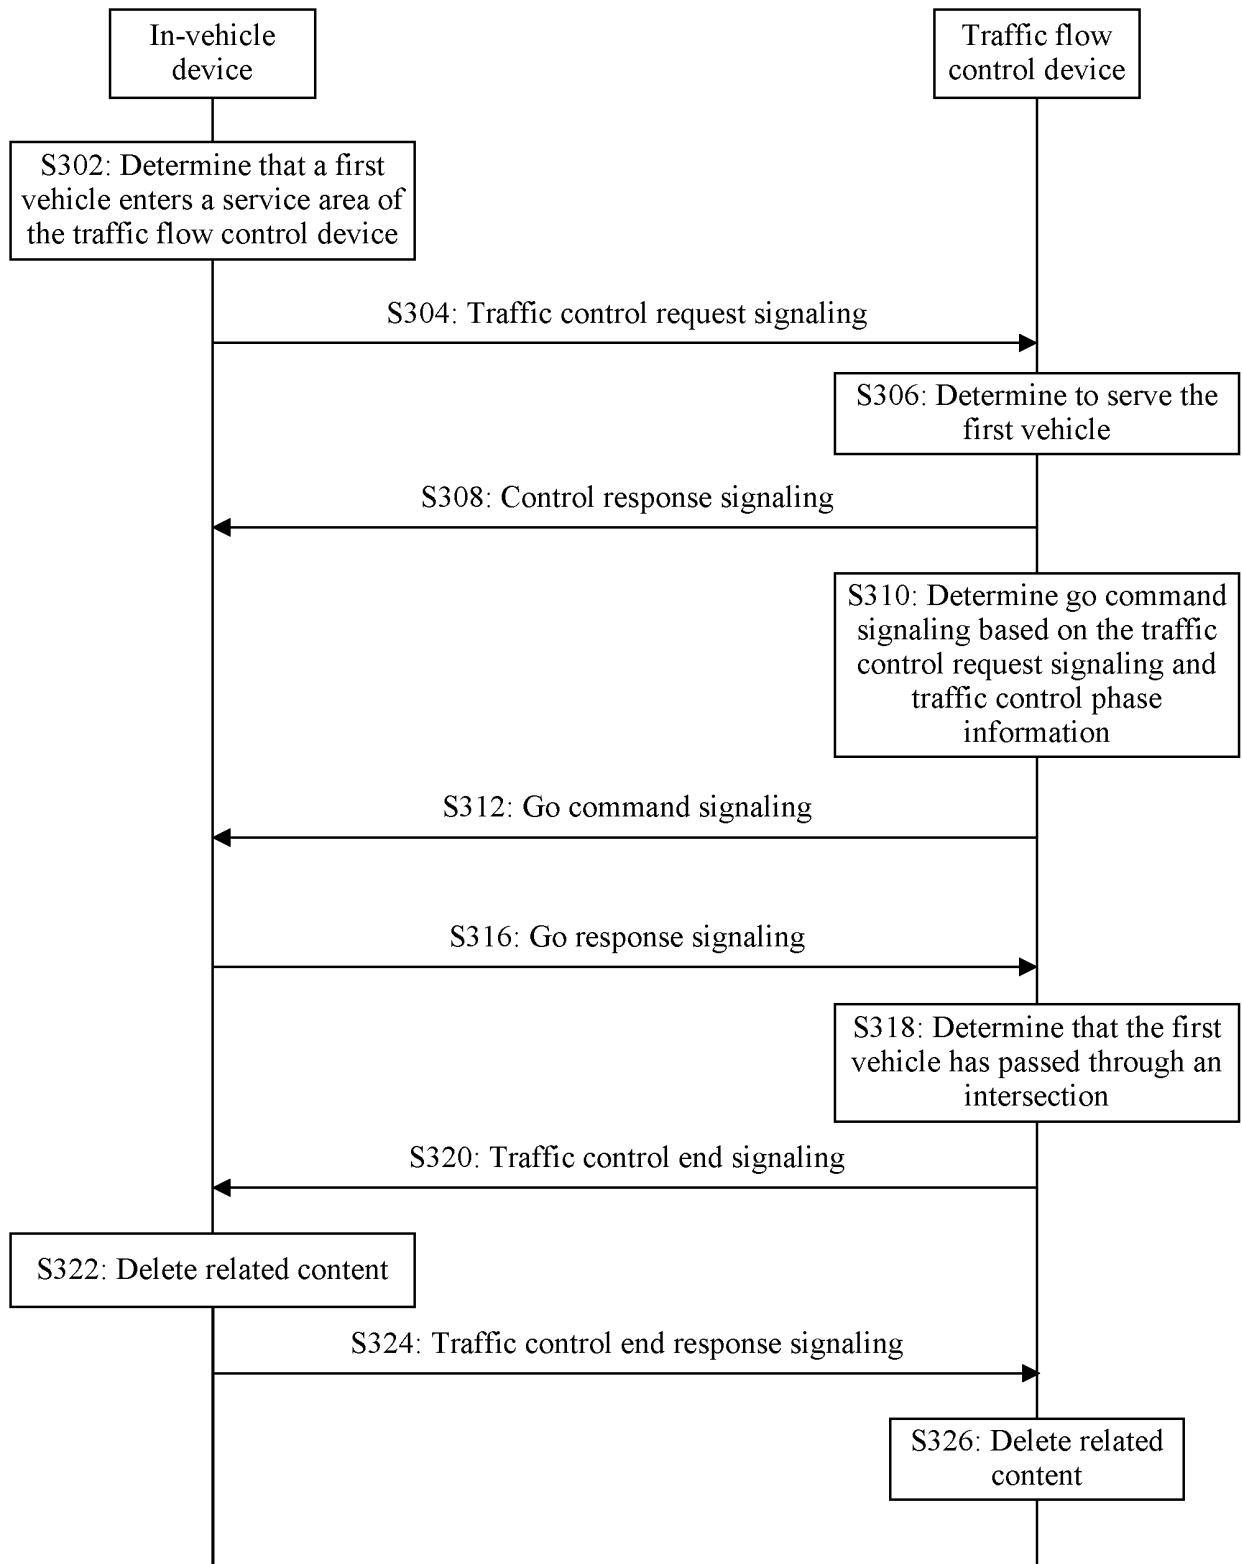 In-vehicle
device
Traffic flow
control device
S302: Determine that a first
vehicle enters a service area of
the traffic flow control device
S304: Traffic control request signaling
S306: Determine to serve the
first vehicle
S308: Control response signaling
S310: Determine go command
signaling based on the traffic
control request signaling and
traffic control phase
information
S312: Go command signaling
S316: Go response signaling
S318: Determine that the first
vehicle has passed through an
intersection
S320: Traffic control end signaling
S322: Delete related content
S324: Traffic control end response signaling
S326: Delete related
content